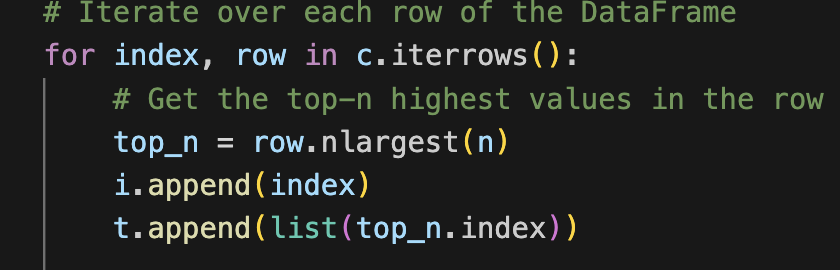 # Iterate over each row of the DataFrame
for index, row in c.iterrows():
    # Get the top-n highest values in the row
    top_n = row.nlargest(n)
    i.append(index)
    t.append(list(top_n.index))